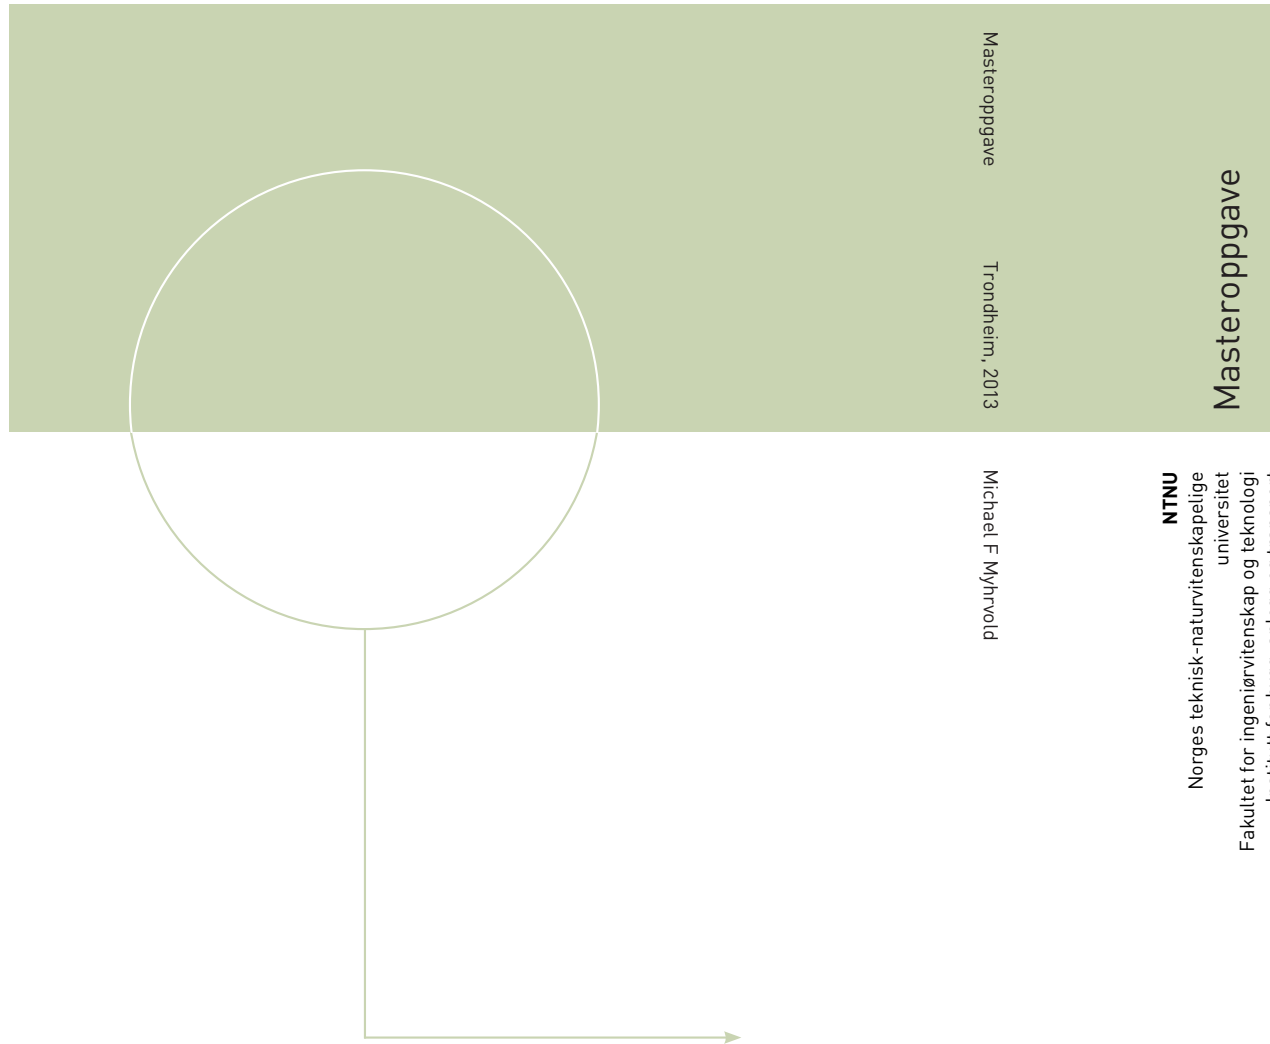 Masteroppgave
Trondheim, 2013
Michael F Myhrvold
Masteroppgave
NTNU
Norges teknisk-naturvitenskapelige
universitet
Fakultet for ingeniørvitenskap og teknologi